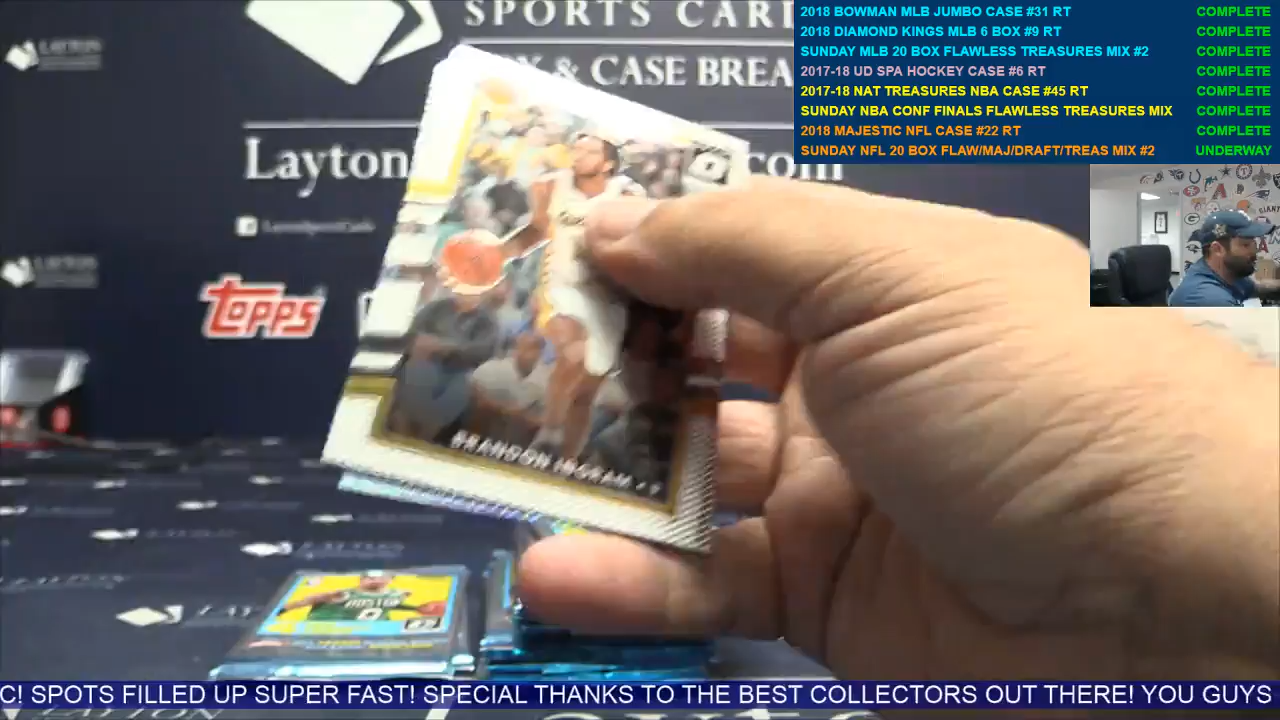 SPORTS CAR
X & CASE BREA
Layton
com
LAYTON
LaytonSportsCards
TOPPS
BRANDON INGRAM
BOSTON
2018 BOWMAN MLB JUMBO CASE #31 RT COMPLETE
2018 DIAMOND KINGS MLB 6 BOX #9 RT COMPLETE
SUNDAY MLB 20 BOX FLAWLESS TREASURES MIX #2 COMPLETE
2017-18 UD SPA HOCKEY CASE #6 RT COMPLETE
2017-18 NAT TREASURES NBA CASE #45 RT COMPLETE
SUNDAY NBA CONF FINALS FLAWLESS TREASURES MIX COMPLETE
2018 MAJESTIC NFL CASE #22 RT COMPLETE
SUNDAY NFL 20 BOX FLAW/MAJ/DRAFT/TREAS MIX #2 UNDERWAY
C! SPOTS FILLED UP SUPER FAST! SPECIAL THANKS TO THE BEST COLLECTORS OUT THERE! YOU GUYS